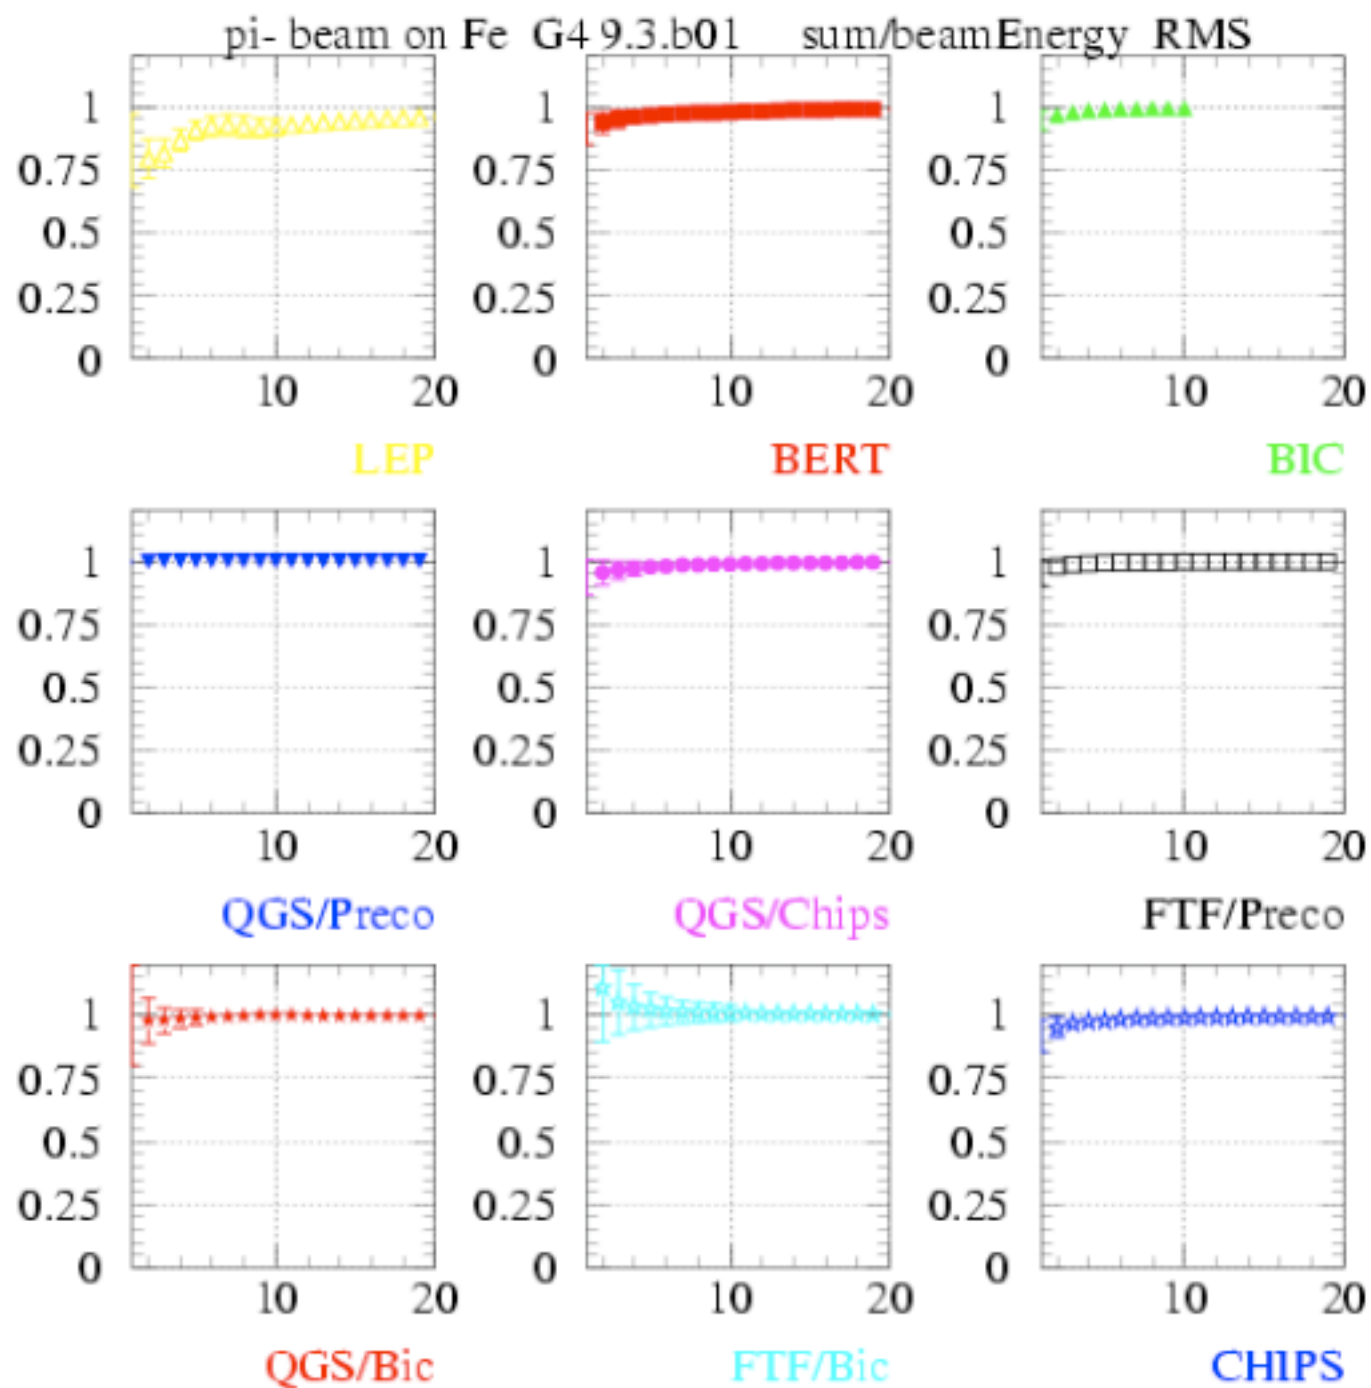 pi- beam on Fe G4 9.3.b01 sum/beamEnergy RMS
1 1 1
0.75 0.75 0.75
0.5 0.5 0.5
0.25 0.25 0.25
0 0 0
10 20 10 20 10 20
LEP BERT BIC
1 1 1
0.75 0.75 0.75
0.5 0.5 0.5
0.25 0.25 0.25
0 0 0
10 20 10 20 10 20
QGS/Preco QGS/Chips FTF/Preco
1 1 1
0.75 0.75 0.75
0.5 0.5 0.5
0.25 0.25 0.25
0 0 0
10 20 10 20 10 20
QGS/Bic FTF/Bic CHIPS